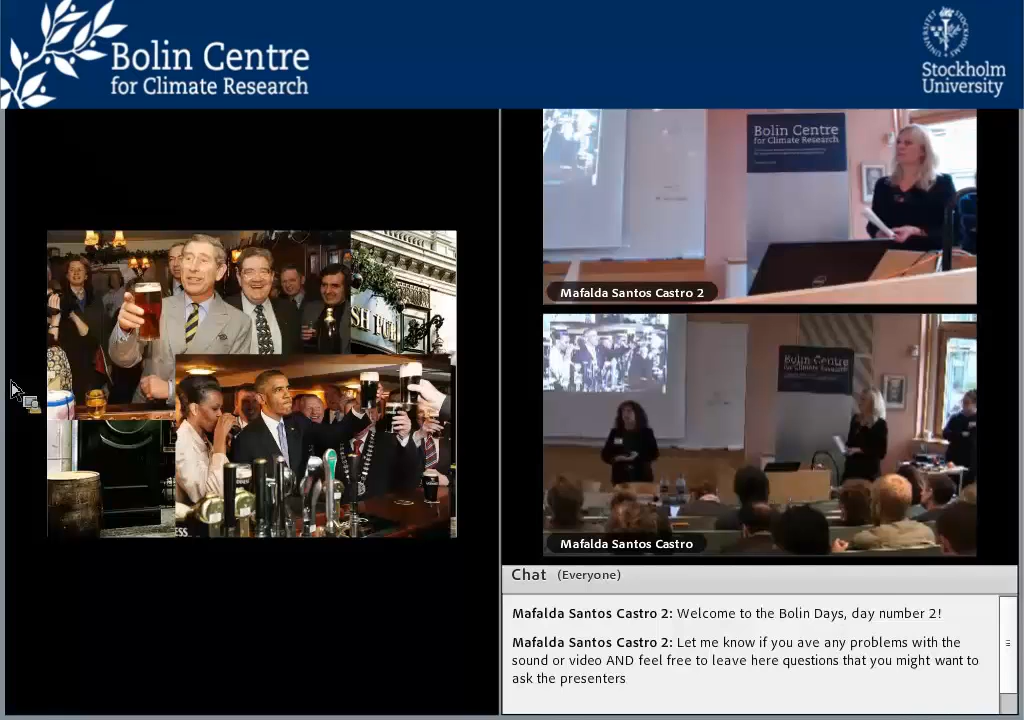 Bolin Centre
for Climate Research
Stockholm
University
SH PU
Bolin Centre
for Climate Research
Mafalda Santos Castro 2
Bolin Centre
for Climate Research
Mafalda Santos Castro
Chat (Everyone)
Mafalda Santos Castro 2: Welcome to the Bolin Days, day number 2!
Mafalda Santos Castro 2: Let me know if you ave any problems with the
sound or video AND feel free to leave here questions that you might want to
ask the presenters